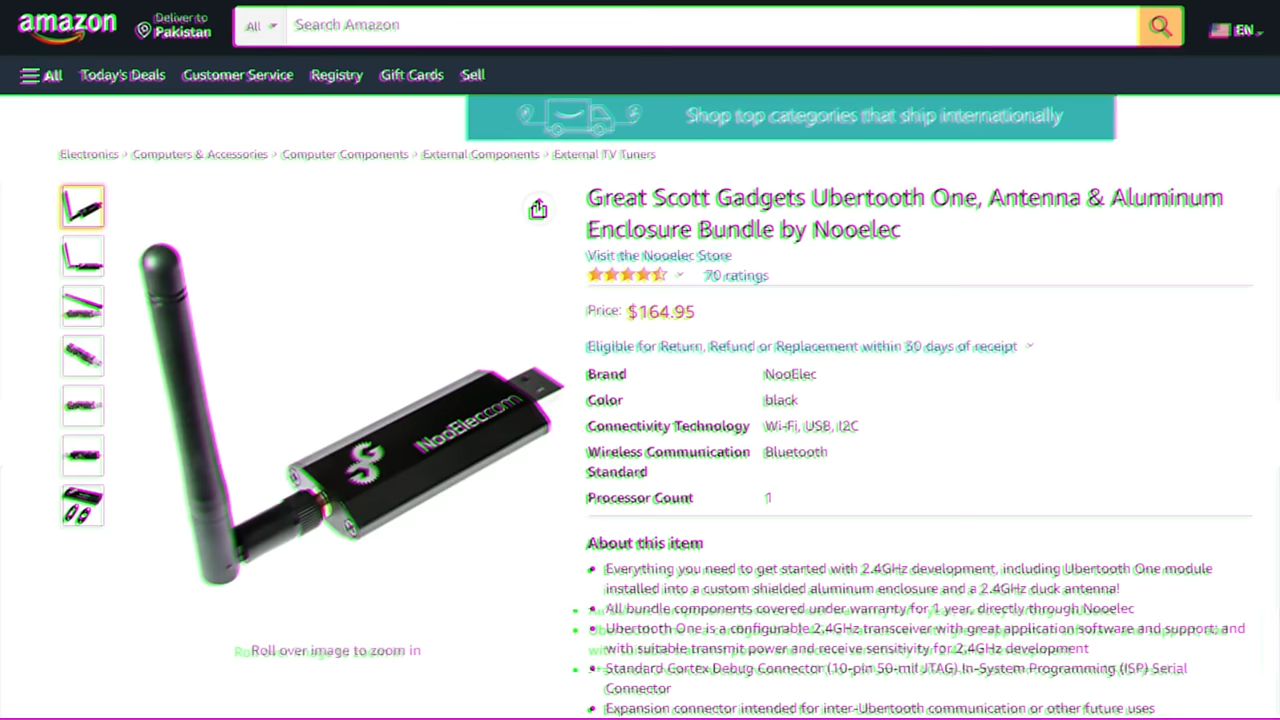 amazon
Deliver to
Pakistan
All
Search Amazon
EN
All Today's Deals Customer Service Registry Gift Cards Sell
Shop top categories that ship internationally
Electronics › Computers & Accessories › Computer Components › External Components › External TV Tuners
Great Scott Gadgets Ubertooth One, Antenna & Aluminum
Enclosure Bundle by Nooelec
Visit the Nooelec Store
70 ratings
Price: $164.95
Eligible for Return, Refund or Replacement within 30 days of receipt
Brand NooElec
Color black
Connectivity Technology Wi-Fi, USB, I2C
Wireless Communication Bluetooth
Standard
Processor Count 1
NooElec.com
About this item
• Everything you need to get started with 2.4GHz development, including Ubertooth One module
installed into a custom shielded aluminum enclosure and a 2.4GHz duck antenna!
• All bundle components covered under warranty for 1 year, directly through Nooelec
• Ubertooth One is a configurable 2.4GHz transceiver with great application software and support; and
with suitable transmit power and receive sensitivity for 2.4GHz development
• Standard Cortex Debug Connector (10-pin 50-mil JTAG) In-System Programming (ISP) Serial
Connector
• Expansion connector intended for inter-Ubertooth communication or other future uses
Roll over image to zoom in